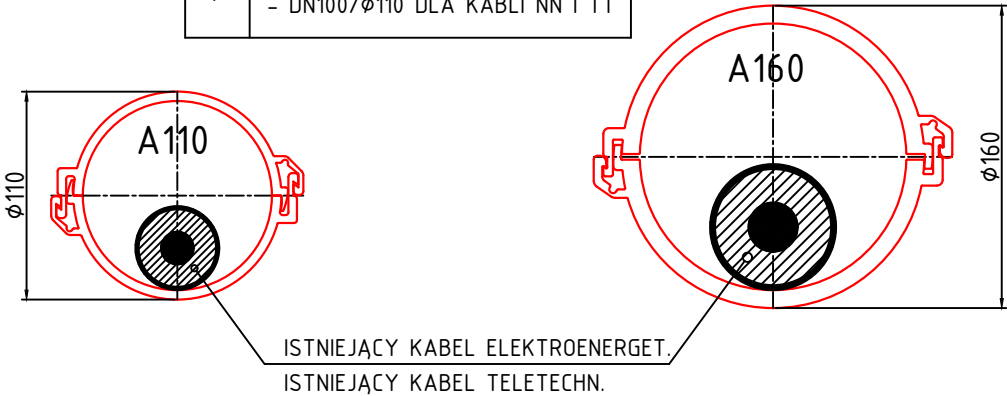 - DN100/φ110 DLA KABLI NN I TT
A160
A110
φ110
φ160
ISTNIEJĄCY KABEL ELEKTROENERGET.
ISTNIEJĄCY KABEL TELETECHN.